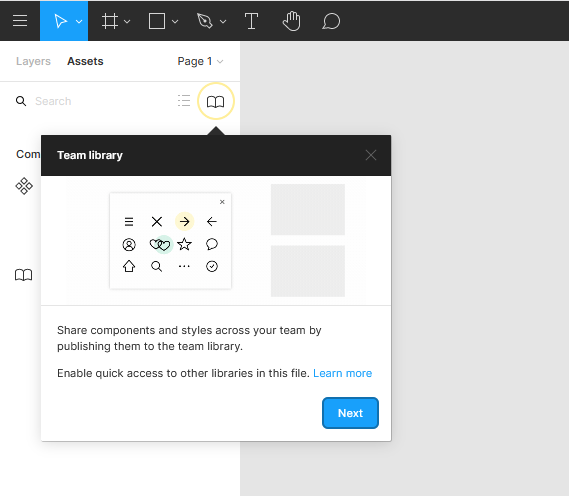 Layers Assets Page 1
Search
Com
Team library
Share components and styles across your team by
publishing them to the team library.
Enable quick access to other libraries in this file. Learn more
Next